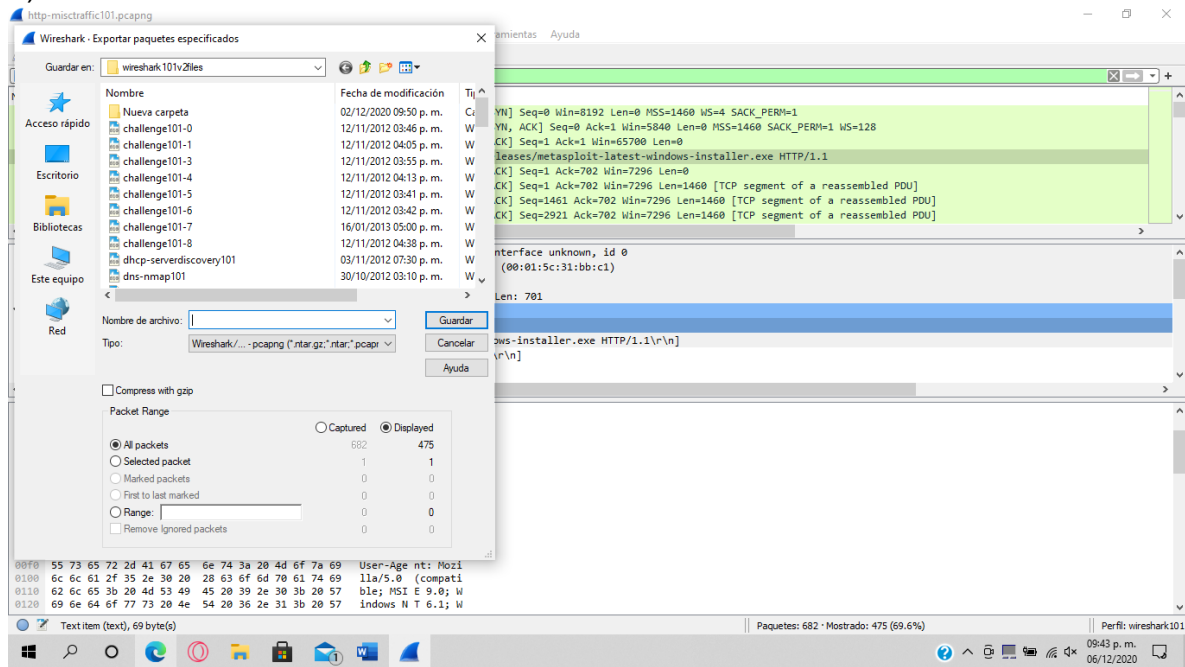 http-misctraffic101.pcapng
Wireshark · Exportar paquetes especificados
amientas Ayuda
Guardar en: wireshark101v2files
Nombre Fecha de modificación
Nueva carpeta 02/12/2020 09:50 p. m.
challenge101-0 12/11/2012 03:46 p. m. W
challenge101-1 12/11/2012 04:05 p. m. W
challenge101-3 12/11/2012 03:55 p. m. W
challenge101-4 12/11/2012 04:13 p. m. W
challenge101-5 12/11/2012 03:41 p. m. W
challenge101-6 12/11/2012 03:42 p. m. W
challenge101-7 16/01/2013 05:00 p. m. W
challenge101-8 12/11/2012 04:38 p. m. W
dhcp-serverdiscovery101 03/11/2012 07:30 p. m. W
dns-nmap101 30/10/2012 03:10 p. m. W
Acceso rápido
Escritorio
Bibliotecas
Este equipo
Red
Nombre de archivo: Guardar
Tipo: Wireshark/... - pcapng (*.ntar.gz;*.ntar;*.pcapr Cancelar
Ayuda
Compress with gzip
Packet Range
Captured Displayed
All packets 682 475
Selected packet 1 1
Marked packets 0 0
First to last marked 0 0
Range: 0 0
Remove Ignored packets 0 0
YN] Seq=0 Win=8192 Len=0 MSS=1460 WS=4 SACK_PERM=1
YN, ACK] Seq=0 Ack=1 Win=5840 Len=0 MSS=1460 SACK_PERM=1 WS=128
CK] Seq=1 Ack=1 Win=65700 Len=0
leases/metasploit-latest-windows-installer.exe HTTP/1.1
CK] Seq=1 Ack=702 Win=7296 Len=0
CK] Seq=1 Ack=702 Win=7296 Len=1460 [TCP segment of a reassembled PDU]
CK] Seq=1461 Ack=702 Win=7296 Len=1460 [TCP segment of a reassembled PDU]
CK] Seq=2921 Ack=702 Win=7296 Len=1460 [TCP segment of a reassembled PDU]
nterface unknown, id 0
(00:01:5c:31:bb:c1)
Len: 701
ows-installer.exe HTTP/1.1\r\n]
\r\n]
00f0 55 73 65 72 2d 41 67 65 6e 74 3a 20 4d 6f 7a 69 User-Age nt: Mozi
0100 6c 6c 61 2f 35 2e 30 20 28 63 6f 6d 70 61 74 69 lla/5.0 (compati
0110 62 6c 65 3b 20 4d 53 49 45 20 39 2e 30 3b 20 57 ble; MSI E 9.0; W
0120 69 6e 64 6f 77 73 20 4e 54 20 36 2e 31 3b 20 57 indows N T 6.1; W
Text item (text), 69 byte(s) Paquetes: 682 · Mostrado: 475 (69.6%) Perfil: wireshark101
09:43 p. m.
06/12/2020